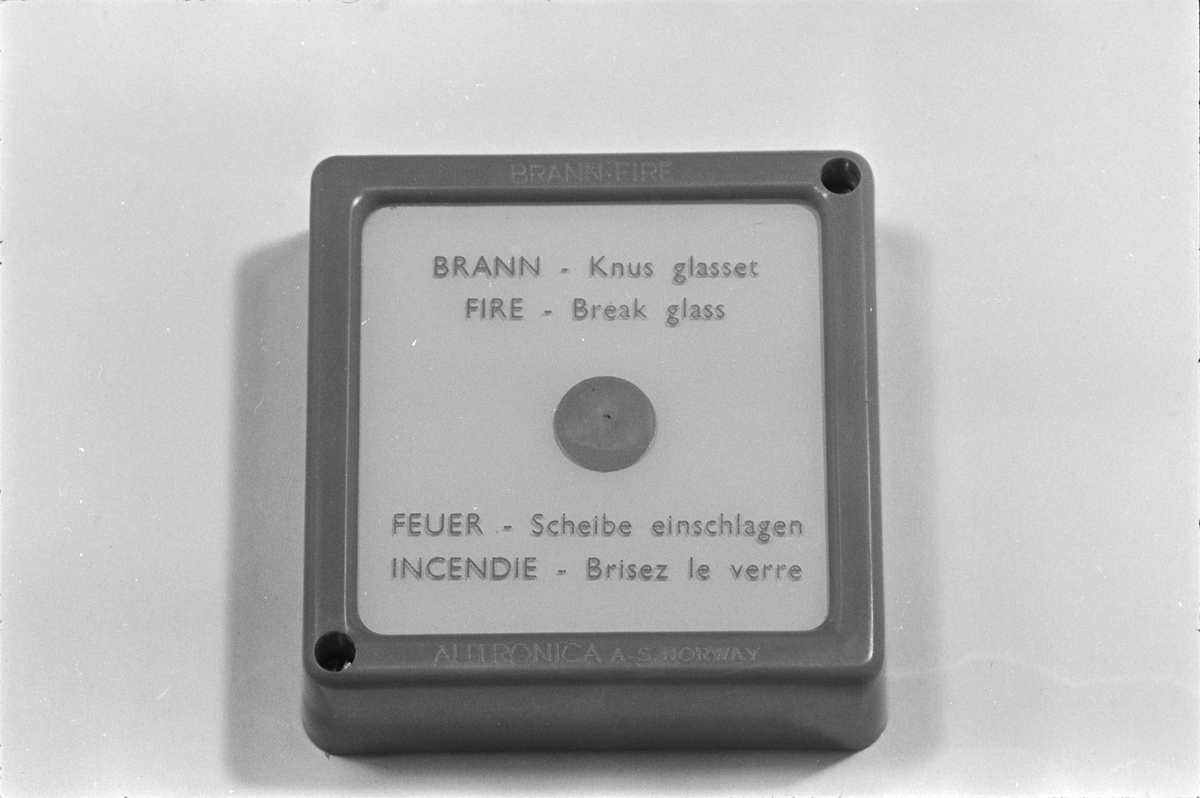 BRANN-FIRE
BRANN - Knus glasset
FIRE - Break glass
FEUER - Scheibe einschlagen
INCENDIE - Brisez le verre
AUTRONICA A-S NORWAY